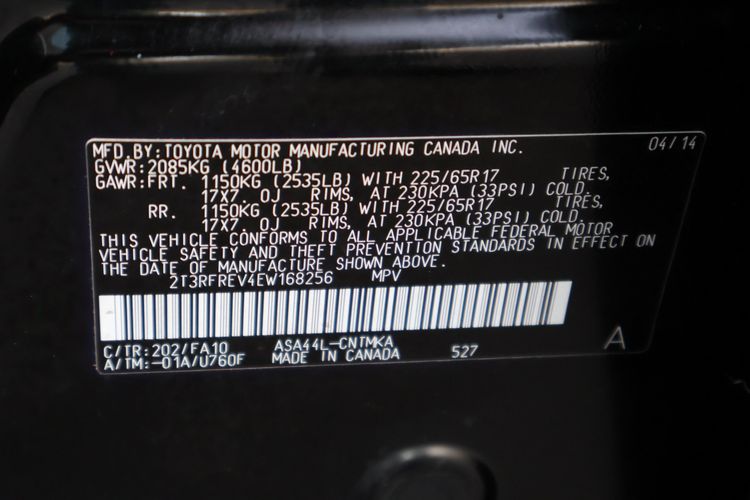 MFD.BY:TOYOTA MOTOR MANUFACTURING CANADA INC. 04/14
GVWR:2085KG (4600LB)
GAWR:FRT. 1150KG (2535LB) WITH 225/65R17 TIRES,
17X7.0J RIMS, AT 230KPA (33PSI) COLD.
RR. 1150KG (2535LB) WITH 225/65R17 TIRES,
17X7.0J RIMS, AT 230KPA (33PSI) COLD.
THIS VEHICLE CONFORMS TO ALL APPLICABLE FEDERAL MOTOR
VEHICLE SAFETY AND THEFT PREVENTION STANDARDS IN EFFECT ON
THE DATE OF MANUFACTURE SHOWN ABOVE.
2T3RFREV4EW168256 MPV
C/TR:202/FA10 ASA44L-CNTMKA
A/TM:-01A/U760F MADE IN CANADA 527 A